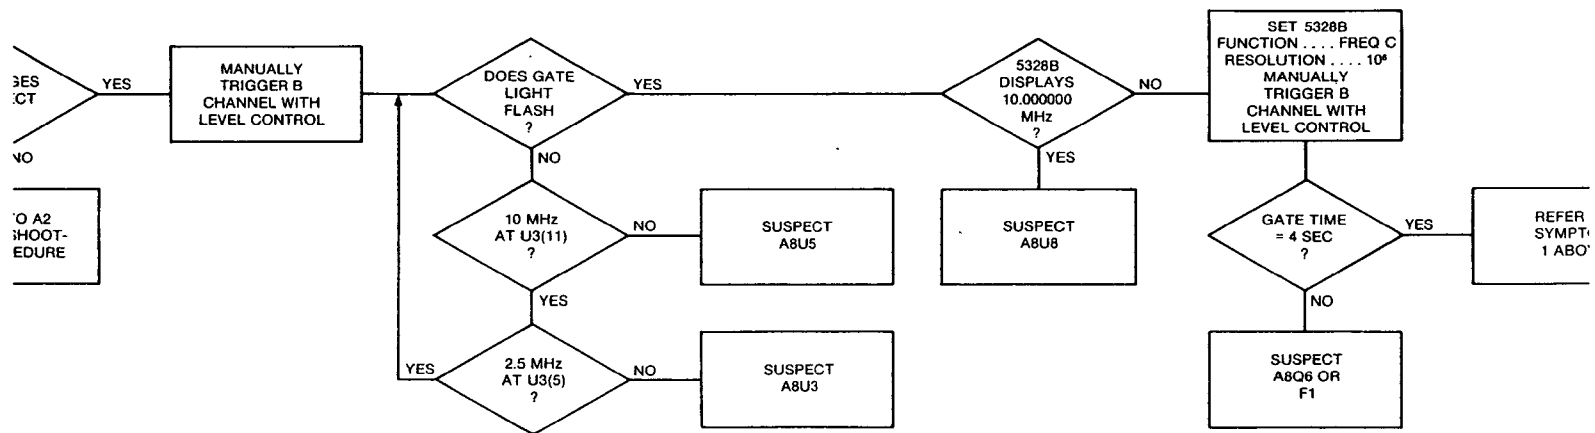 YES
NO
MANUALLY
TRIGGER B
CHANNEL WITH
LEVEL CONTROL
DOES GATE
LIGHT
FLASH
?
YES
NO
10 MHz
AT U3(11)
?
NO
SUSPECT
A8U5
YES
2.5 MHz
AT U3(5)
?
YES
NO
SUSPECT
A8U3
5328B
DISPLAYS
10.000000
MHz
?
NO
YES
SUSPECT
A8U8
SET 5328B
FUNCTION .... FREQ C
RESOLUTION .... 10⁶
MANUALLY
TRIGGER B
CHANNEL WITH
LEVEL CONTROL
GATE TIME
= 4 SEC
?
YES
NO
REFER
1
SUSPECT
A8Q6 OR
F1
A2